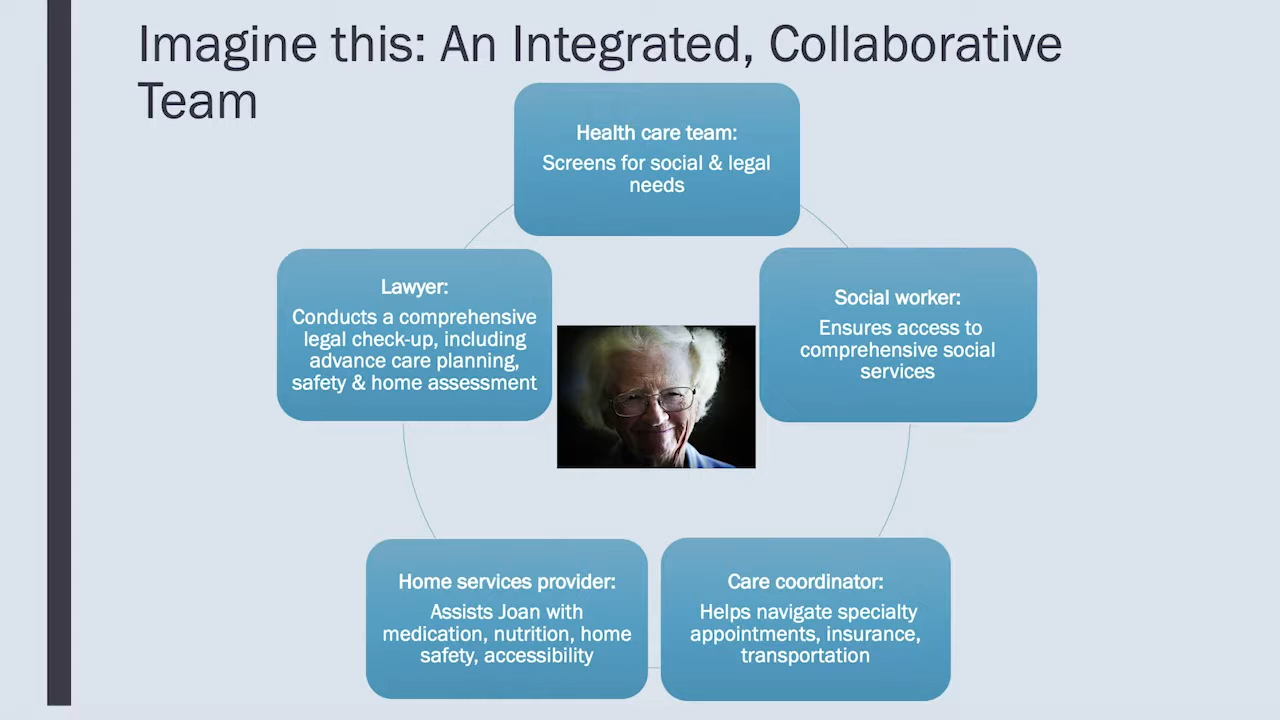 Imagine this: An Integrated, Collaborative
Team
Health care team:
Screens for social & legal
needs
Lawyer:
Conducts a comprehensive
legal check-up, including
advance care planning,
safety & home assessment
Social worker:
Ensures access to
comprehensive social
services
Home services provider:
Assists Joan with
medication, nutrition, home
safety, accessibility
Care coordinator:
Helps navigate specialty
appointments, insurance,
transportation